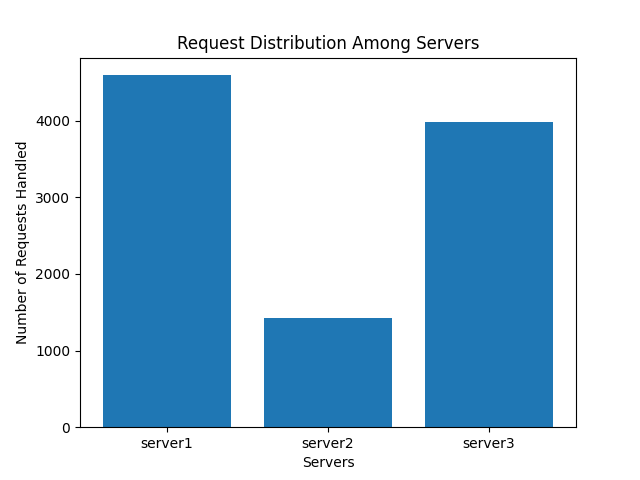 Request Distribution Among Servers
Number of Requests Handled
4000
3000
2000
1000
0
server1 server2 server3
Servers